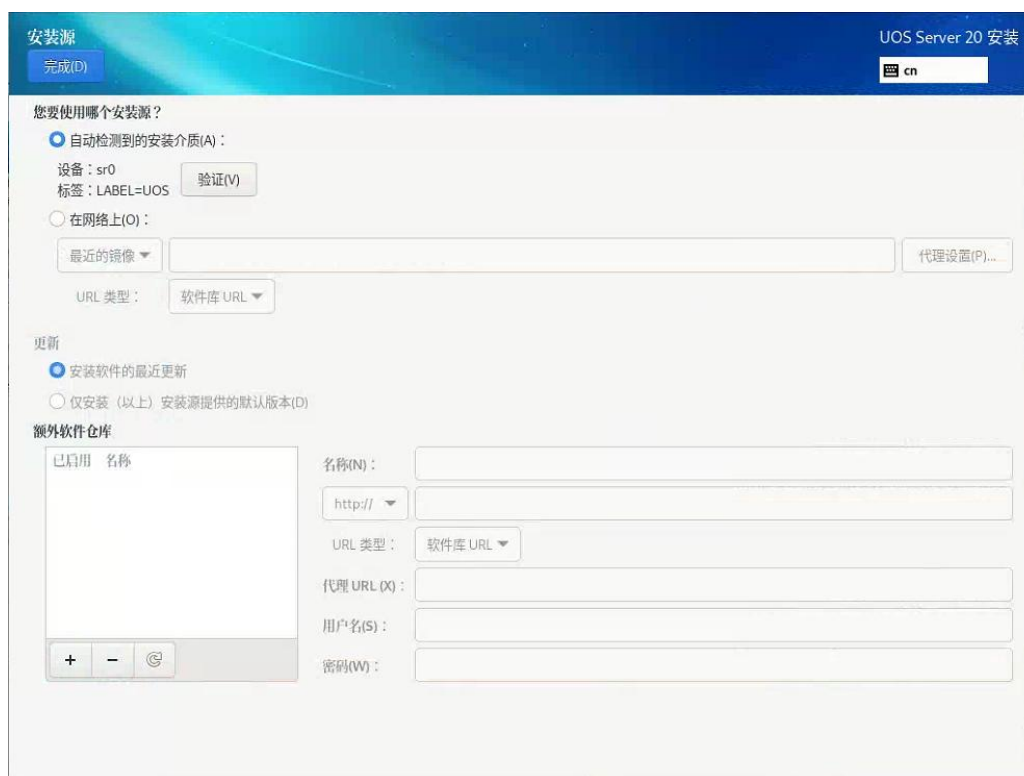 安装源
UOS Server 20 安装
完成(D)
cn
您要使用哪个安装源？
自动检测到的安装介质(A)：
设备：sr0
标签：LABEL=UOS
验证(V)
在网络上(O)：
最近的镜像
代理设置(P)...
URL 类型：
软件库 URL
更新
安装软件的最近更新
仅安装（以上）安装源提供的默认版本(D)
额外软件仓库
已启用 名称
名称(N)：
http://
URL 类型：
软件库 URL
代理 URL (X)：
用户名(S)：
密码(W)：